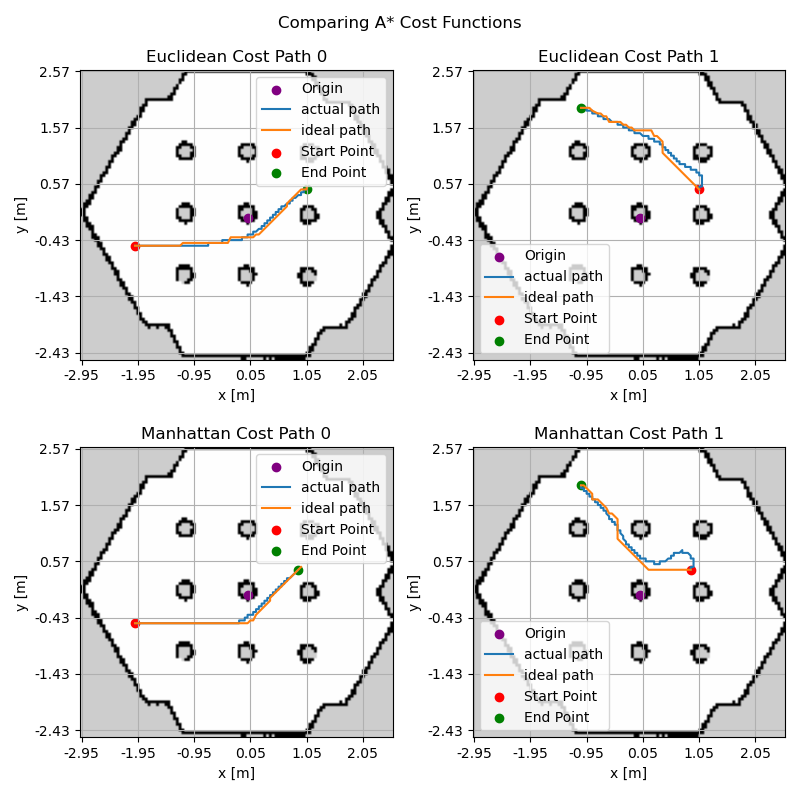 Comparing A* Cost Functions
Euclidean Cost Path 0
2.57
1.57
0.57
-0.43
-1.43
-2.43
y [m]
Origin
actual path
ideal path
Start Point
End Point
-2.95 -1.95 -0.95 0.05 1.05 2.05
x [m]
Euclidean Cost Path 1
2.57
1.57
0.57
-0.43
-1.43
-2.43
y [m]
Origin
actual path
ideal path
Start Point
End Point
-2.95 -1.95 -0.95 0.05 1.05 2.05
x [m]
Manhattan Cost Path 0
2.57
1.57
0.57
-0.43
-1.43
-2.43
y [m]
Origin
actual path
ideal path
Start Point
End Point
-2.95 -1.95 -0.95 0.05 1.05 2.05
x [m]
Manhattan Cost Path 1
2.57
1.57
0.57
-0.43
-1.43
-2.43
y [m]
Origin
actual path
ideal path
Start Point
End Point
-2.95 -1.95 -0.95 0.05 1.05 2.05
x [m]